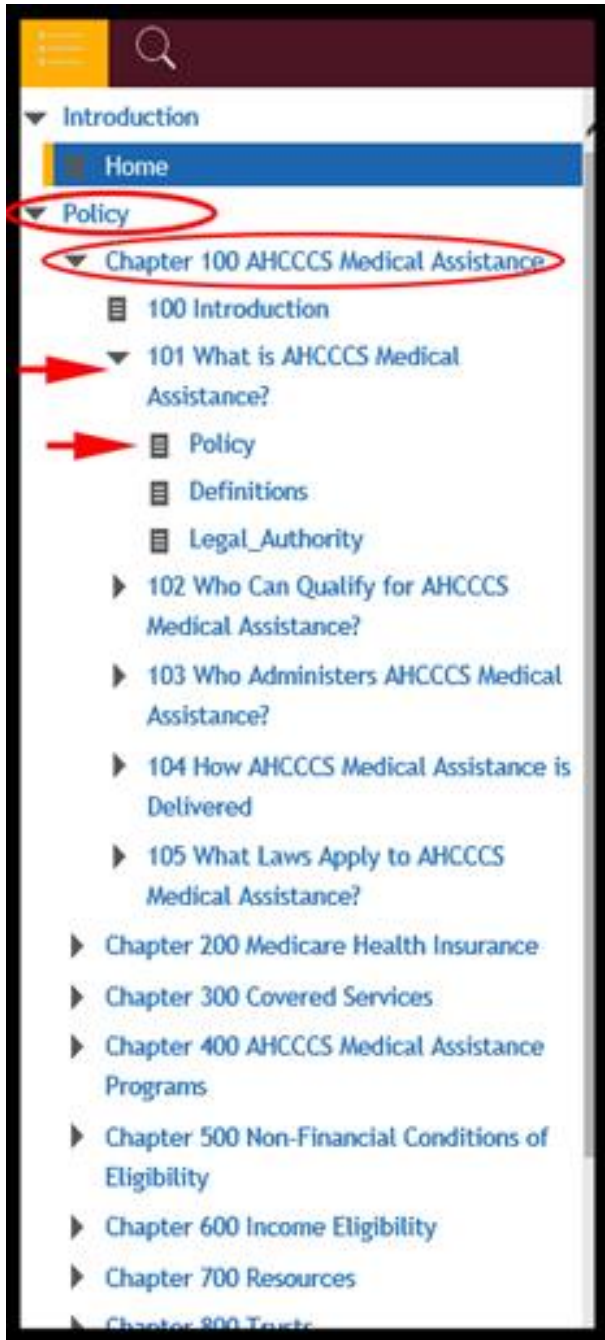 Introduction
Home
Policy
Chapter 100 AHCCCS Medical Assistance
100 Introduction
101 What is AHCCCS Medical
Assistance?
Policy
Definitions
Legal_Authority
102 Who Can Qualify for AHCCCS
Medical Assistance?
103 Who Administers AHCCCS Medical
Assistance?
104 How AHCCCS Medical Assistance is
Delivered
105 What Laws Apply to AHCCCS
Medical Assistance?
Chapter 200 Medicare Health Insurance
Chapter 300 Covered Services
Chapter 400 AHCCCS Medical Assistance
Programs
Chapter 500 Non-Financial Conditions of
Eligibility
Chapter 600 Income Eligibility
Chapter 700 Resources
Chapter 800 Trusts